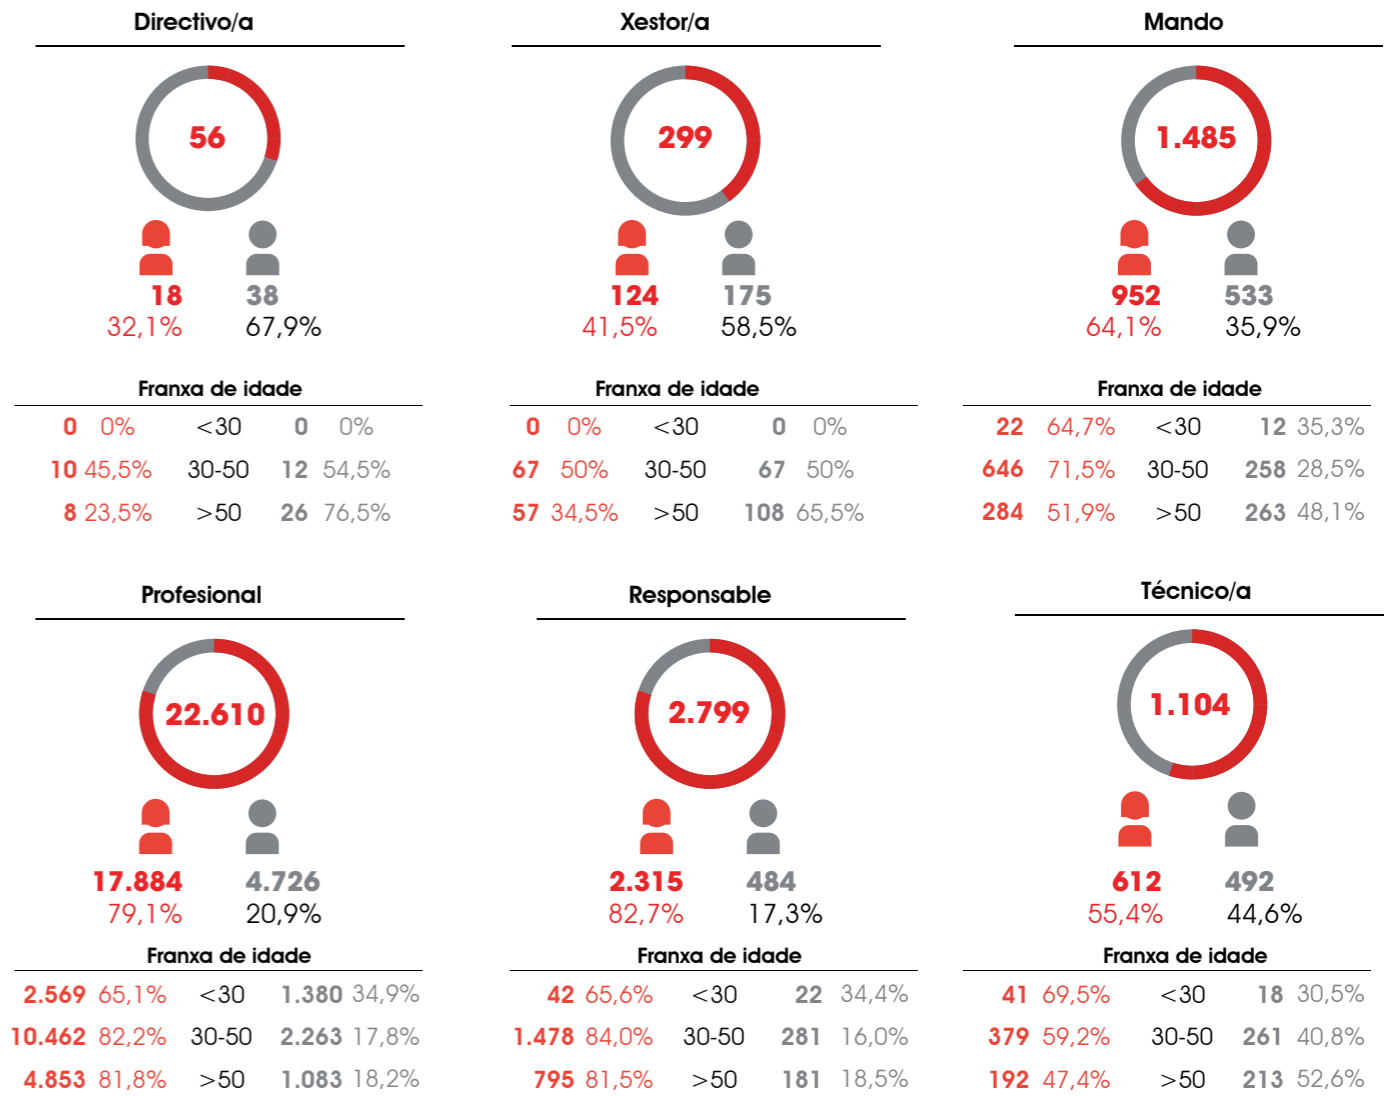 Directivo/a
56
18 38
32,1% 67,9%
Franxa de idade
0 0% <30 0 0%
10 45,5% 30-50 12 54,5%
8 23,5% >50 26 76,5%
Xestor/a
299
124 175
41,5% 58,5%
Franxa de idade
0 0% <30 0 0%
67 50% 30-50 67 50%
57 34,5% >50 108 65,5%
Mando
1.485
952 533
64,1% 35,9%
Franxa de idade
22 64,7% <30 12 35,3%
646 71,5% 30-50 258 28,5%
284 51,9% >50 263 48,1%
Profesional
22.610
17.884 4.726
79,1% 20,9%
Franxa de idade
2.569 65,1% <30 1.380 34,9%
10.462 82,2% 30-50 2.263 17,8%
4.853 81,8% >50 1.083 18,2%
Responsable
2.799
2.315 484
82,7% 17,3%
Franxa de idade
42 65,6% <30 22 34,4%
1.478 84,0% 30-50 281 16,0%
795 81,5% >50 181 18,5%
Técnico/a
1.104
612 492
55,4% 44,6%
Franxa de idade
41 69,5% <30 18 30,5%
379 59,2% 30-50 261 40,8%
192 47,4% >50 213 52,6%